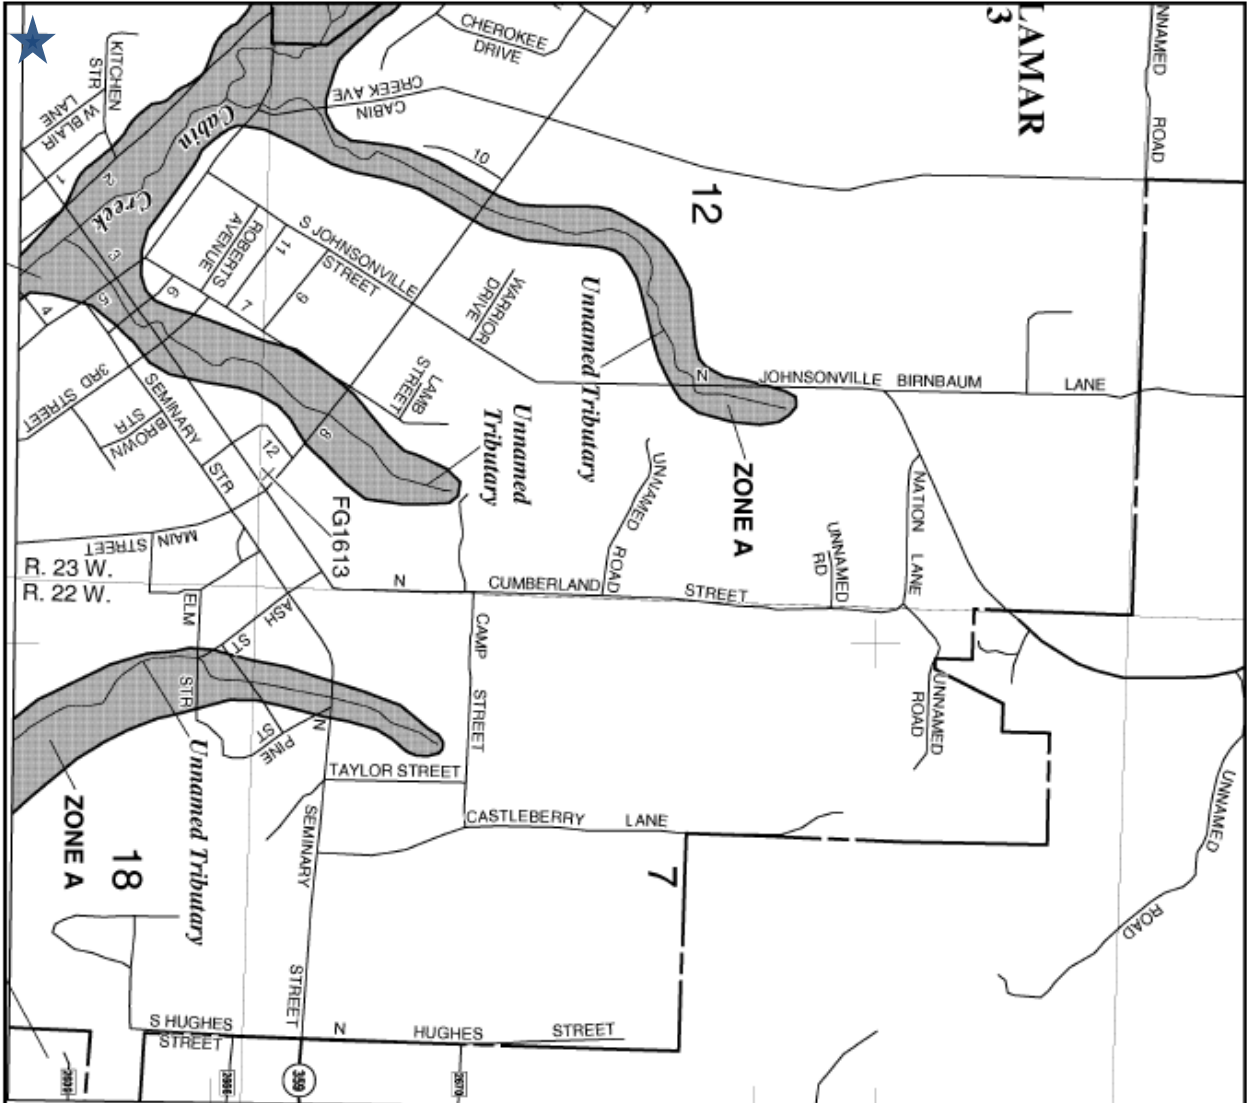 CHEROKEE
DRIVE
LAMAR
3
NNAMED
ROAD
KITCHEN
STR
W BLAIR
LANE
CABIN
CREEK AVE
Cabin
Creek
10
12
1
2
3
4
5
6
7
9
11
ROBERTS
AVENUE
S JOHNSONVILLE
STREET
WARRIOR
DRIVE
Unnamed Tributary
N
JOHNSONVILLE
BIRNBAUM
LANE
LAMB
STREET
3RD STREET
BROWN
STR
SEMINARY
STR
8
12
Unnamed
Tributary
ZONE A
UNNAMED
ROAD
NATION LANE
UNNAMED
RD
FG1613
MAIN
STREET
R. 23 W.
R. 22 W.
N
CUMBERLAND
STREET
ELM
STR
ASH
ST
CAMP
STREET
UNNAMED
ROAD
N
PINE
ST
TAYLOR STREET
CASTLEBERRY
LANE
Unnamed Tributary
ZONE A
18
SEMINARY
STREET
7
UNNAMED
ROAD
S HUGHES
STREET
N
HUGHES
STREET
359
2670